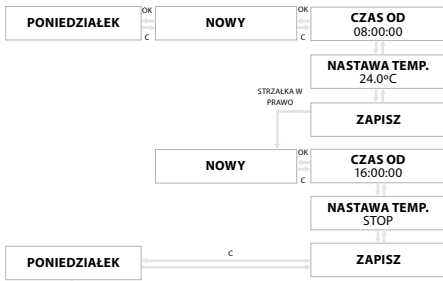 PONIEDZIAŁEK
OK
C
NOWY
OK
C
CZAS OD
08:00:00
NASTAWA TEMP.
24.0ºC
STRZAŁKA W
PRAWO
ZAPISZ
NOWY
OK
C
CZAS OD
16:00:00
NASTAWA TEMP.
STOP
PONIEDZIAŁEK
C
ZAPISZ